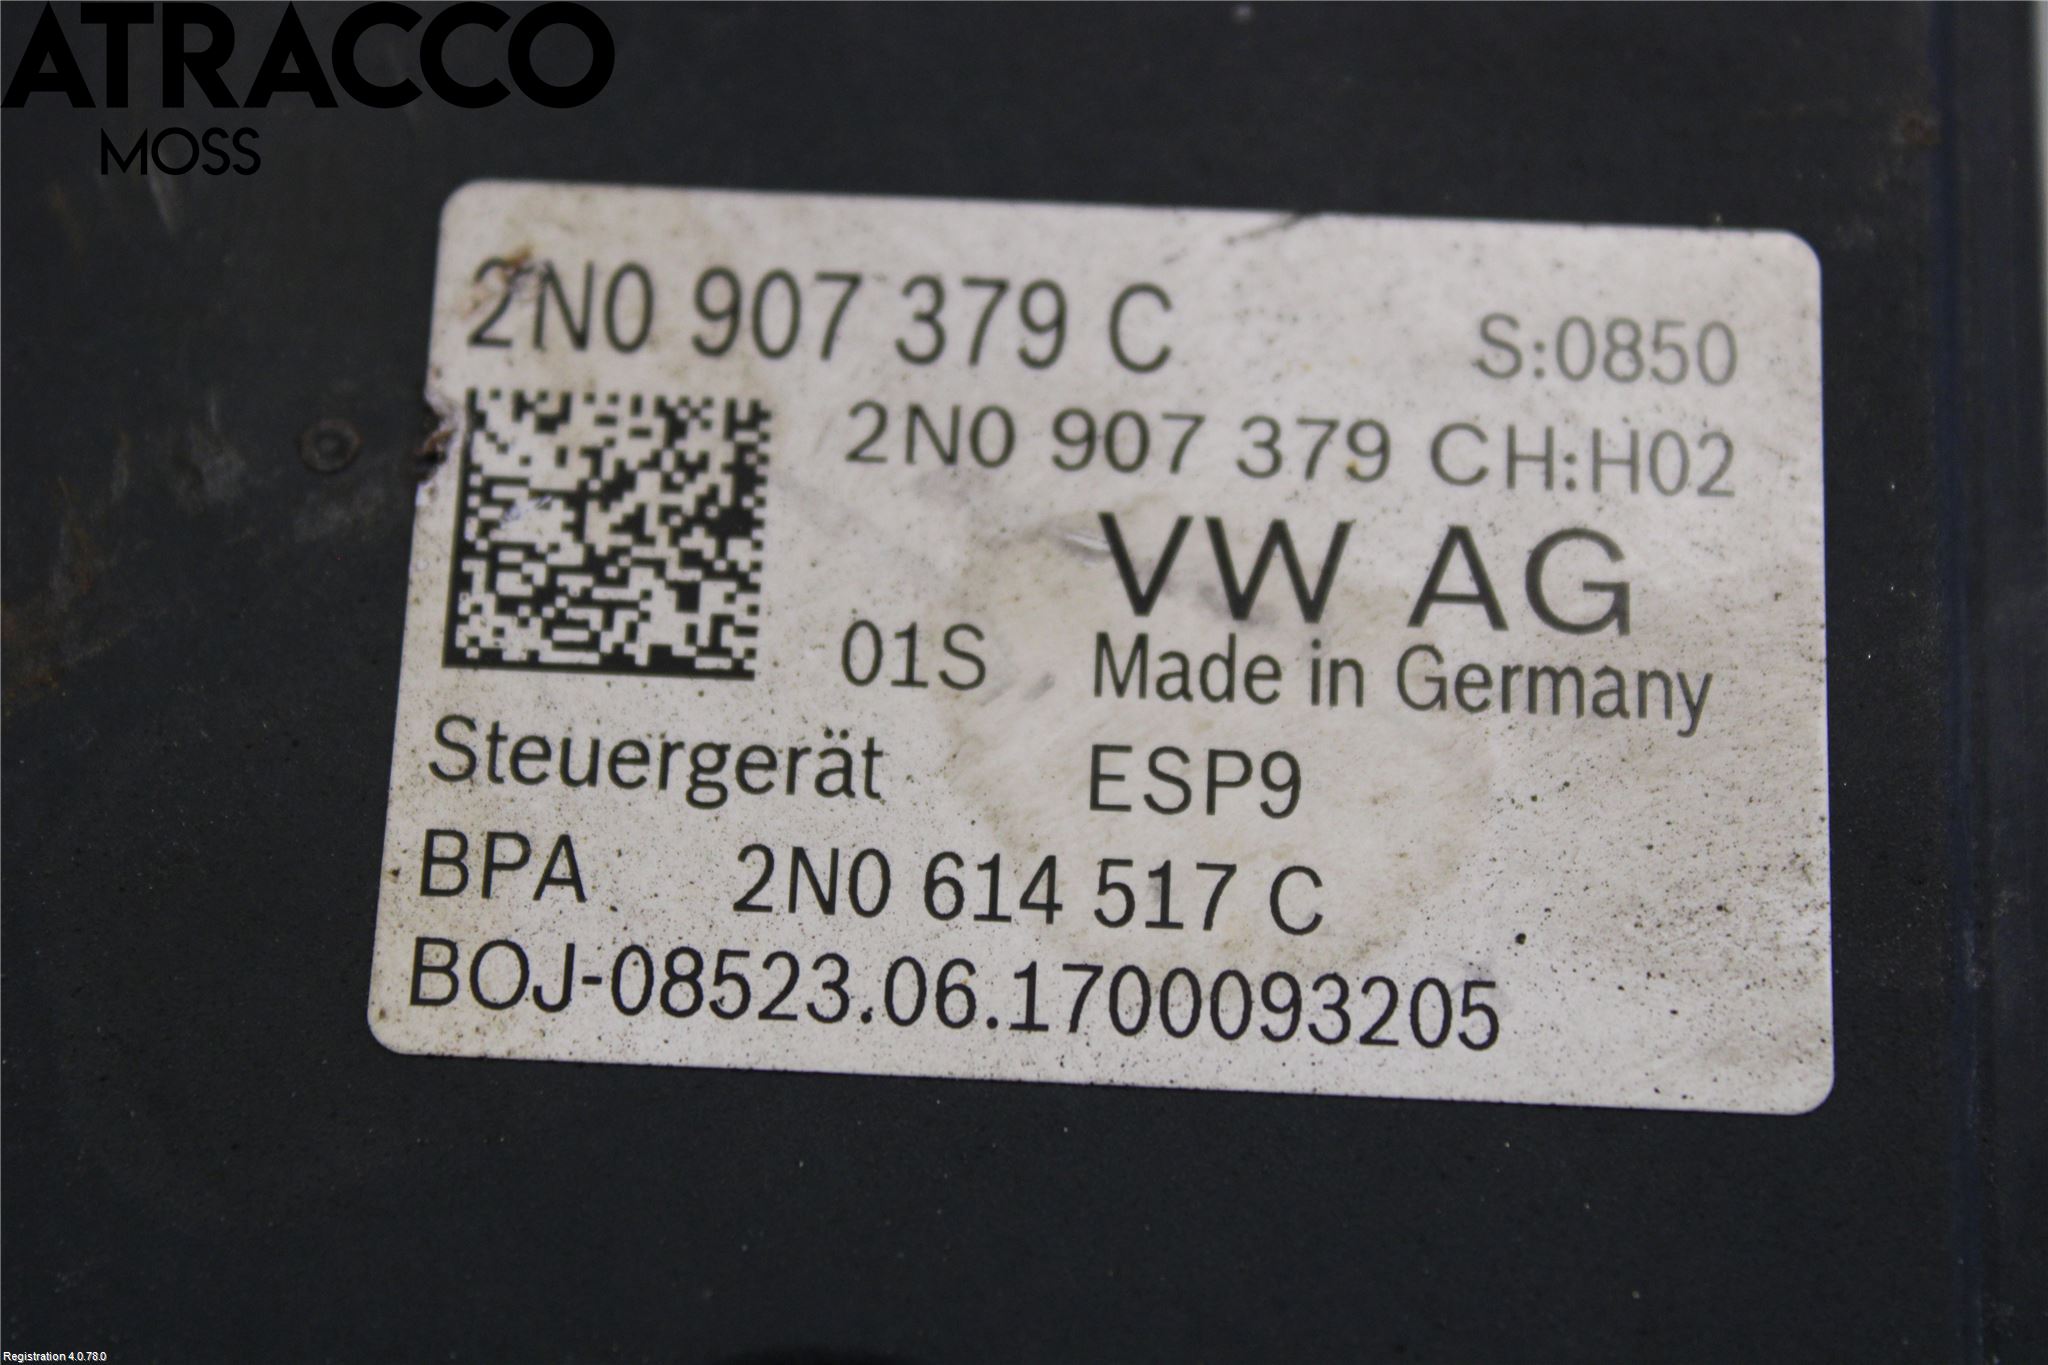 ATRACCO
MOSS
2N0 907 379 C
S:0850
2N0 907 379 C H:H02
VW AG
01S
Made in Germany
Steuergerät ESP9
BPA 2N0 614 517 C
BOJ-08523.06.1700093205
Registration 4.0.78.0